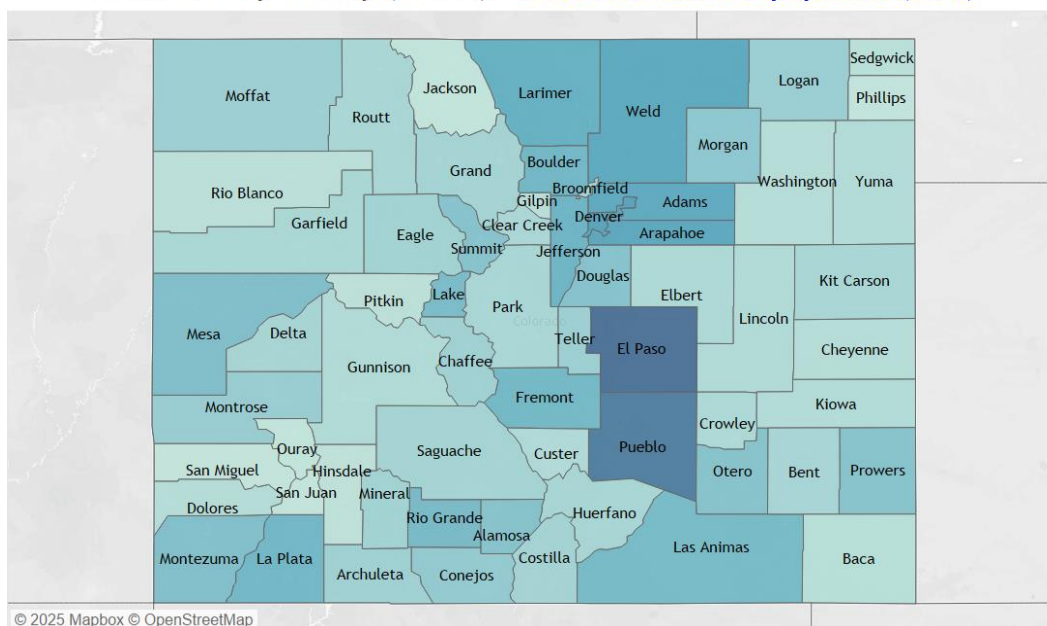 Sedgwick
Moffat
Routt
Jackson
Larimer
Weld
Logan
Phillips
Morgan
Boulder
Grand
Rio Blanco
Garfield
Eagle
Summit
Clear Creek
Gilpin
Broomfield
Denver
Adams
Arapahoe
Washington
Yuma
Jefferson
Douglas
Elbert
Kit Carson
Pitkin
Lake
Park
Lincoln
Mesa
Delta
Colorado
Teller
El Paso
Cheyenne
Gunnison
Chaffee
Fremont
Kiowa
Montrose
Crowley
Ouray
Saguache
Custer
Pueblo
San Miguel
Hinsdale
Otero
Bent
Prowers
San Juan
Mineral
Dolores
Rio Grande
Huerfano
Alamosa
Montezuma
La Plata
Las Animas
Costilla
Baca
Archuleta
Conejos
© 2025 Mapbox © OpenStreetMap